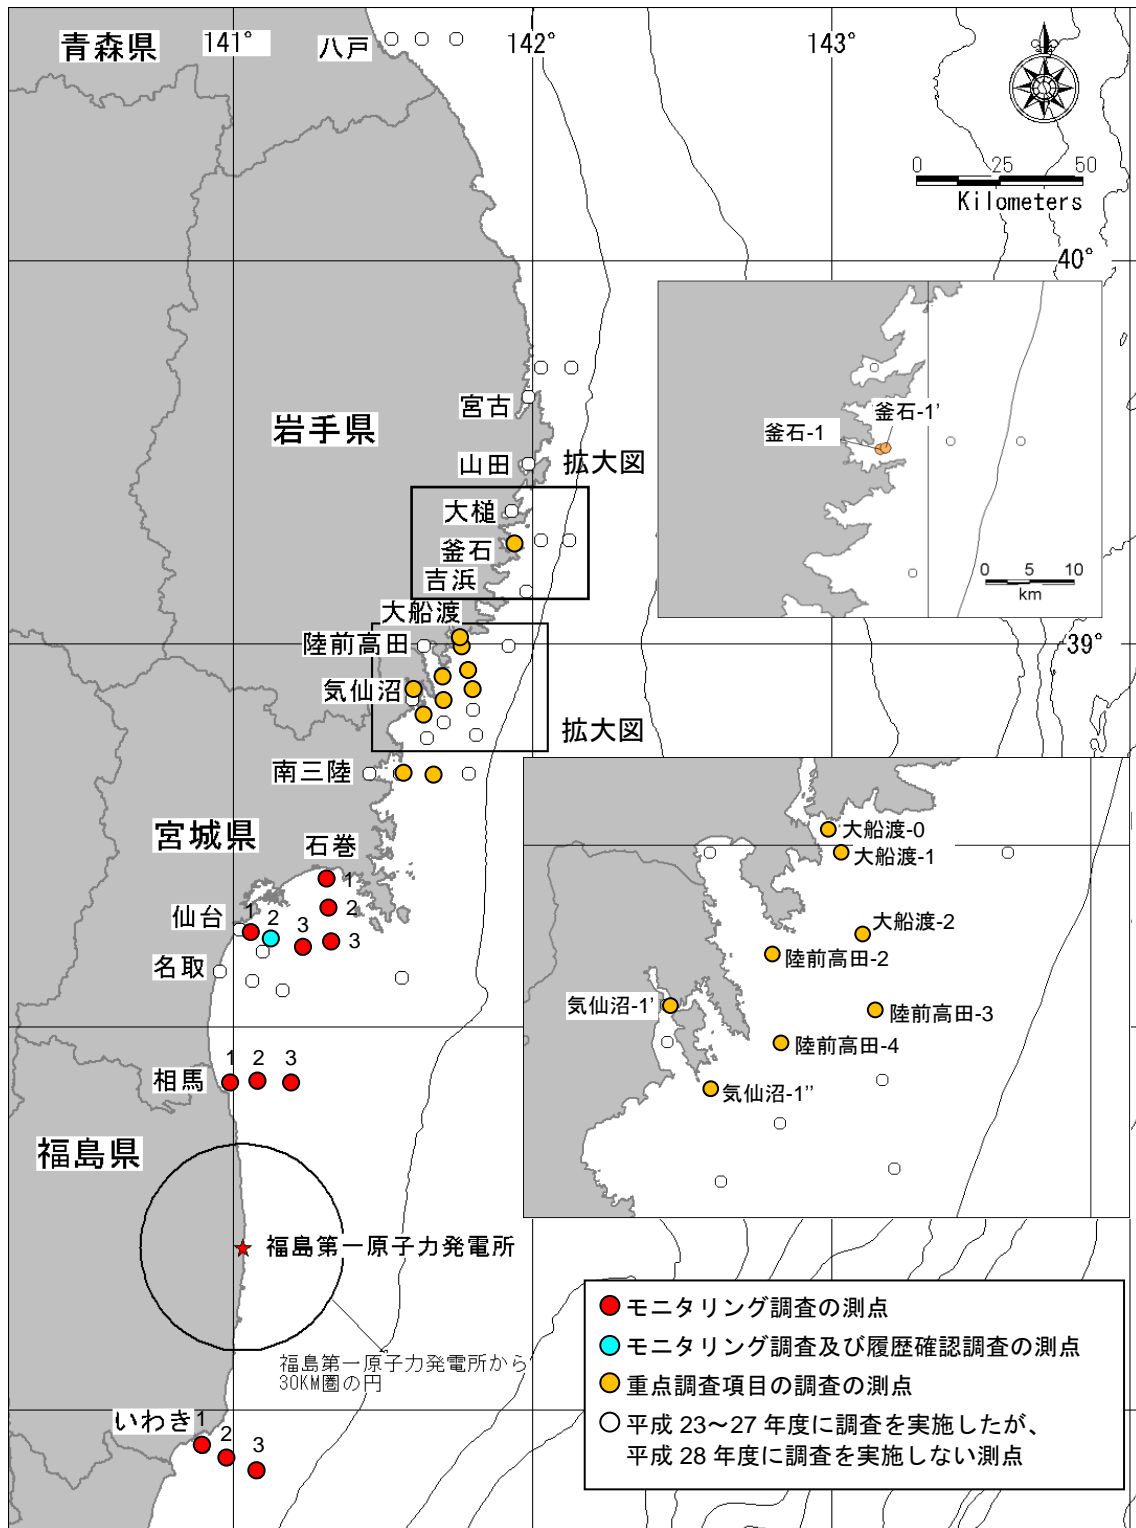 青森県
141°
八戸
142°
143°
0 25 50
Kilometers
40°
岩手県
宮古
山田
拡大図
大槌
釜石
吉浜
釜石-1
釜石-1’
0 5 10
km
大船渡
陸前高田
39°
気仙沼
拡大図
南三陸
宮城県
石巻
1
2
3
仙台
1
2
3
名取
大船渡-0
大船渡-1
大船渡-2
陸前高田-2
気仙沼-1’
陸前高田-3
陸前高田-4
気仙沼-1’’
相馬
1 2 3
福島県
福島第一原子力発電所
福島第一原子力発電所から
30KM圏の円
いわき
1
2
3
モニタリング調査の測点
モニタリング調査及び履歴確認調査の測点
重点調査項目の調査の測点
平成 23～27 年度に調査を実施したが、
平成 28 年度に調査を実施しない測点